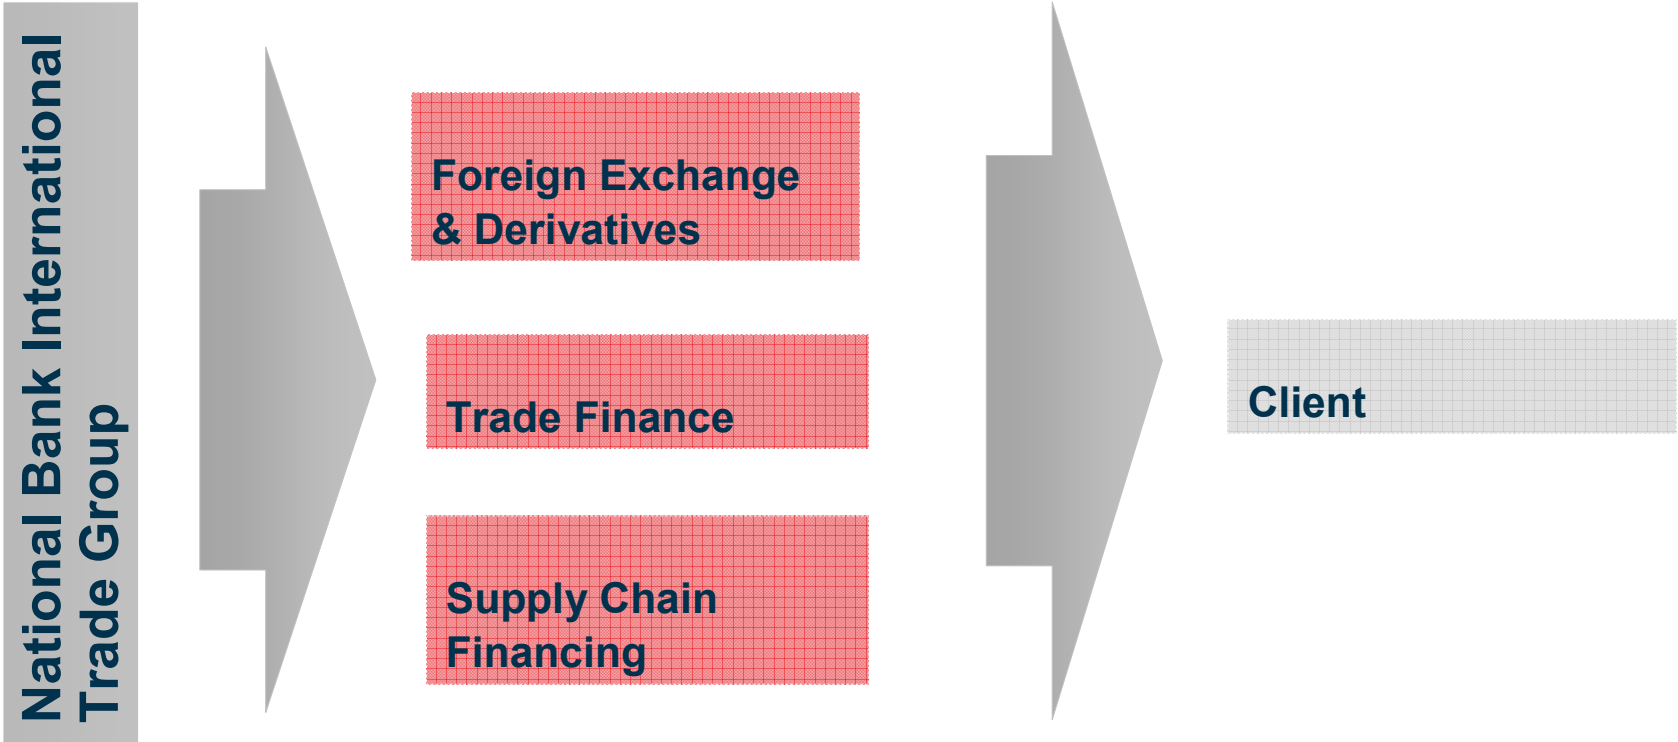 National Bank International
Trade Group
Foreign Exchange
& Derivatives
Trade Finance
Supply Chain
Financing
Client